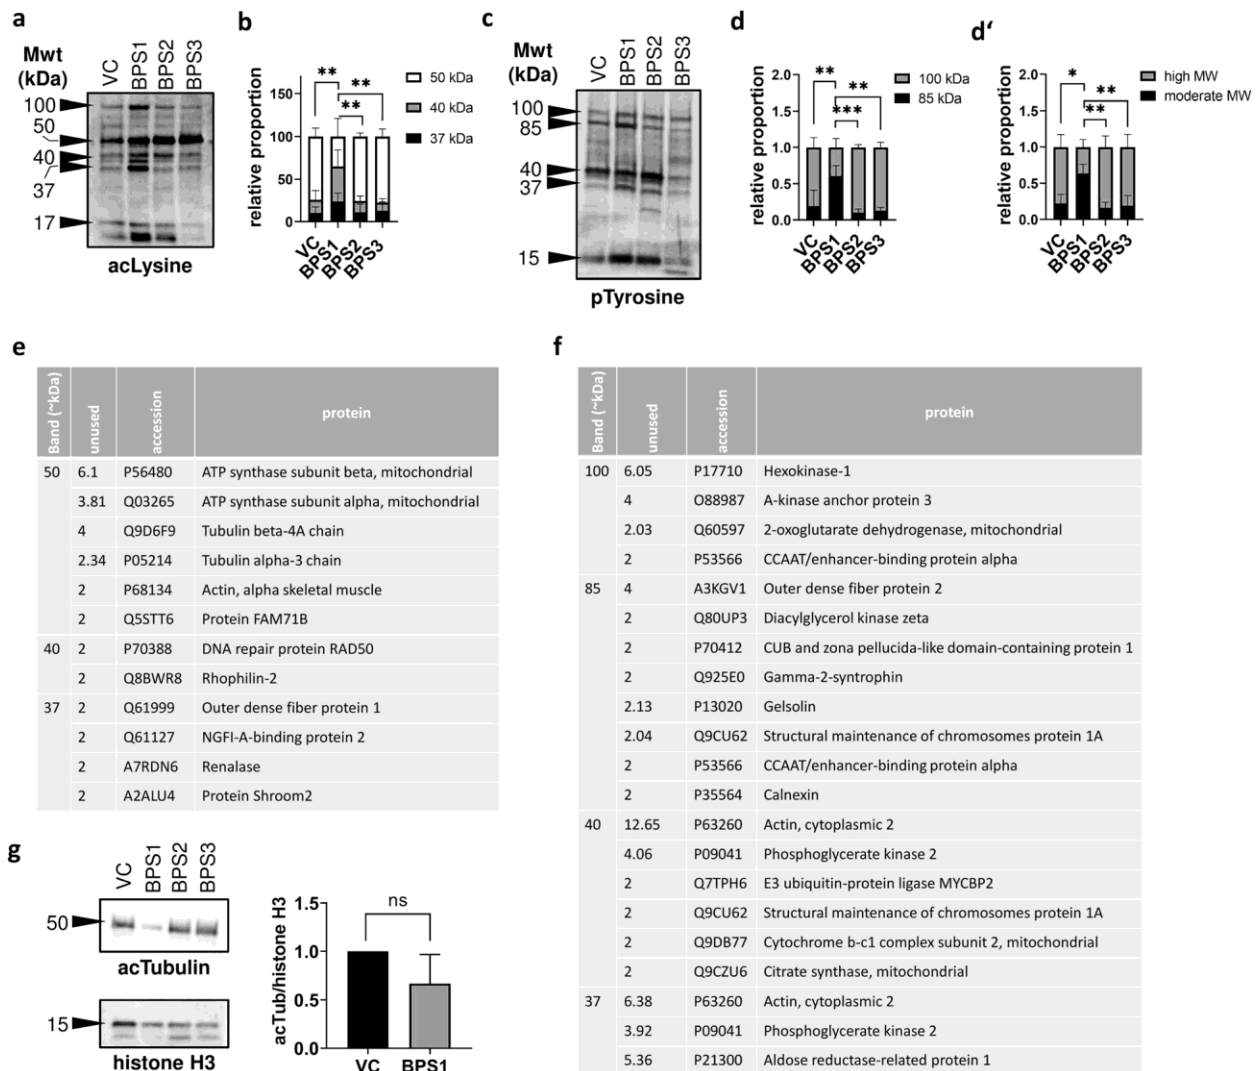 a
Mwt
(kDa)
VC
BPS1
BPS2
BPS3
100
50
40
37
17
acLysine
b
relative proportion
150
100
50
0
**
**
**
50 kDa
40 kDa
37 kDa
VC
BPS1
BPS2
BPS3
c
Mwt
(kDa)
VC
BPS1
BPS2
BPS3
100
85
40
37
15
pTyrosine
d
relative proportion
2.0
1.5
1.0
0.5
0.0
**
**
***
100 kDa
85 kDa
VC
BPS1
BPS2
BPS3
d‘
relative proportion
2.0
1.5
1.0
0.5
0.0
*
**
**
high MW
moderate MW
VC
BPS1
BPS2
BPS3
e
Band (~kDa) unused accession protein
50 6.1 P56480 ATP synthase subunit beta, mitochondrial
3.81 Q03265 ATP synthase subunit alpha, mitochondrial
4 Q9D6F9 Tubulin beta-4A chain
2.34 P05214 Tubulin alpha-3 chain
2 P68134 Actin, alpha skeletal muscle
2 Q5STT6 Protein FAM71B
40 2 P70388 DNA repair protein RAD50
2 Q8BWR8 Rhophilin-2
37 2 Q61999 Outer dense fiber protein 1
2 Q61127 NGFI-A-binding protein 2
2 A7RDN6 Renalase
2 A2ALU4 Protein Shroom2
f
Band (~kDa) unused accession protein
100 6.05 P17710 Hexokinase-1
4 O88987 A-kinase anchor protein 3
2.03 Q60597 2-oxoglutarate dehydrogenase, mitochondrial
2 P53566 CCAAT/enhancer-binding protein alpha
85 4 A3KGV1 Outer dense fiber protein 2
2 Q80UP3 Diacylglycerol kinase zeta
2 P70412 CUB and zona pellucida-like domain-containing protein 1
2 Q925E0 Gamma-2-syntrophin
2.13 P13020 Gelsolin
2.04 Q9CU62 Structural maintenance of chromosomes protein 1A
2 P53566 CCAAT/enhancer-binding protein alpha
2 P35564 Calnexin
40 12.65 P63260 Actin, cytoplasmic 2
4.06 P09041 Phosphoglycerate kinase 2
2 Q7TPH6 E3 ubiquitin-protein ligase MYCBP2
2 Q9CU62 Structural maintenance of chromosomes protein 1A
2 Q9DB77 Cytochrome b-c1 complex subunit 2, mitochondrial
2 Q9CZU6 Citrate synthase, mitochondrial
37 6.38 P63260 Actin, cytoplasmic 2
3.92 P09041 Phosphoglycerate kinase 2
5.36 P21300 Aldose reductase-related protein 1
g
VC
BPS1
BPS2
BPS3
50
acTubulin
15
histone H3
acTub/histone H3
1.5
1.0
0.5
0.0
ns
VC BPS1